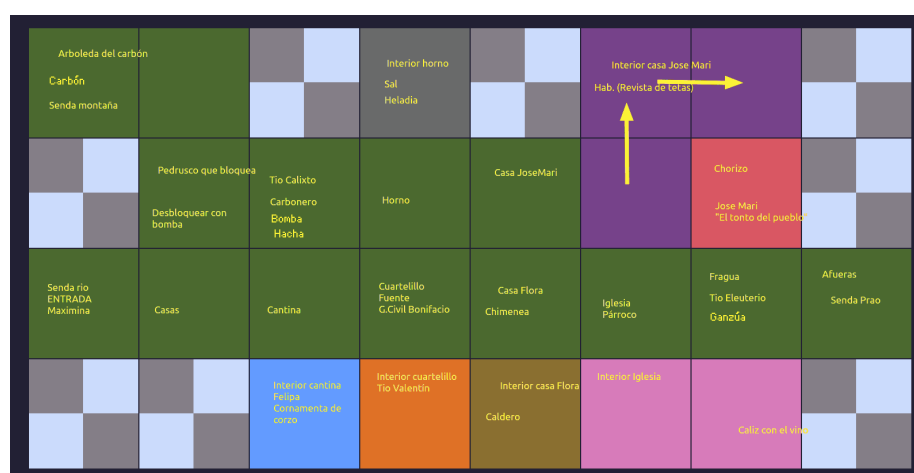 Arboleda del carbón
Carbón
Senda montaña
Interior horno
Sal
Heladia
Interior casa Jose Mari
Hab. (Revista de tetas)
Pedrusco que bloquea
Desbloquear con
bomba
Tio Calixto
Carbonero
Bomba
Hacha
Horno
Casa JoseMari
Chorizo
Jose Mari
"El tonto del pueblo"
Senda rio
ENTRADA
Maximina
Casas
Cantina
Cuartelillo
Fuente
G.Civil Bonifacio
Casa Flora
Chimenea
Iglesia
Párroco
Fragua
Tio Eleuterio
Ganzúa
Afueras
Senda Prao
Interior cantina
Felipa
Cornamenta de
corzo
Interior cuartelillo
Tio Valentín
Interior casa Flora
Caldero
Interior Iglesia
Caliz con el vino